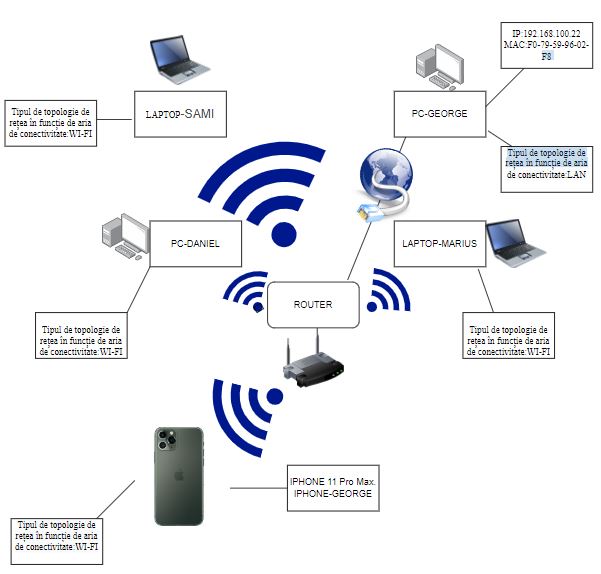 IP:192.168.100.22
MAC:F0-79-59-96-02-
F8
LAPTOP-SAMI
Tipul de topologie de
rețea în funcție de aria
de conectivitate:WI-FI
PC-GEORGE
Tipul de topologie de
rețea în funcție de aria
de conectivitate:LAN
PC-DANIEL
LAPTOP-MARIUS
ROUTER
Tipul de topologie de
rețea în funcție de aria
de conectivitate:WI-FI
Tipul de topologie de
rețea în funcție de aria
de conectivitate:WI-FI
IPHONE 11 Pro Max.
IPHONE-GEORGE
Tipul de topologie de
rețea în funcție de aria
de conectivitate:WI-FI